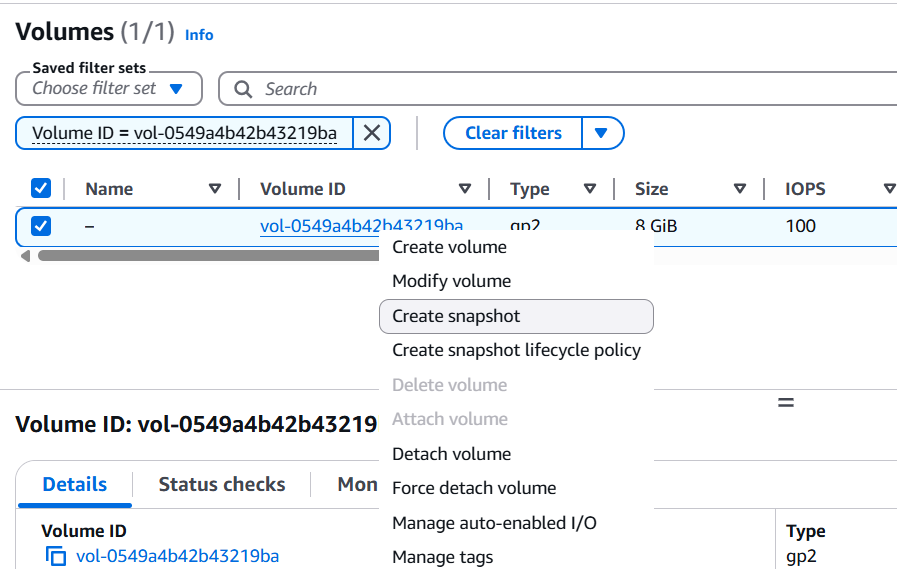 Volumes (1/1) Info
Saved filter sets
Choose filter set
Search
Volume ID = vol-0549a4b42b43219ba
Clear filters
Name Volume ID Type Size IOPS
– vol-0549a4b42b43219ba gp2 8 GiB 100
Create volume
Modify volume
Create snapshot
Create snapshot lifecycle policy
Delete volume
Attach volume
Detach volume
Force detach volume
Manage auto-enabled I/O
Manage tags
Volume ID: vol-0549a4b42b43219
Details Status checks Mon
Volume ID
vol-0549a4b42b43219ba
Type
gp2